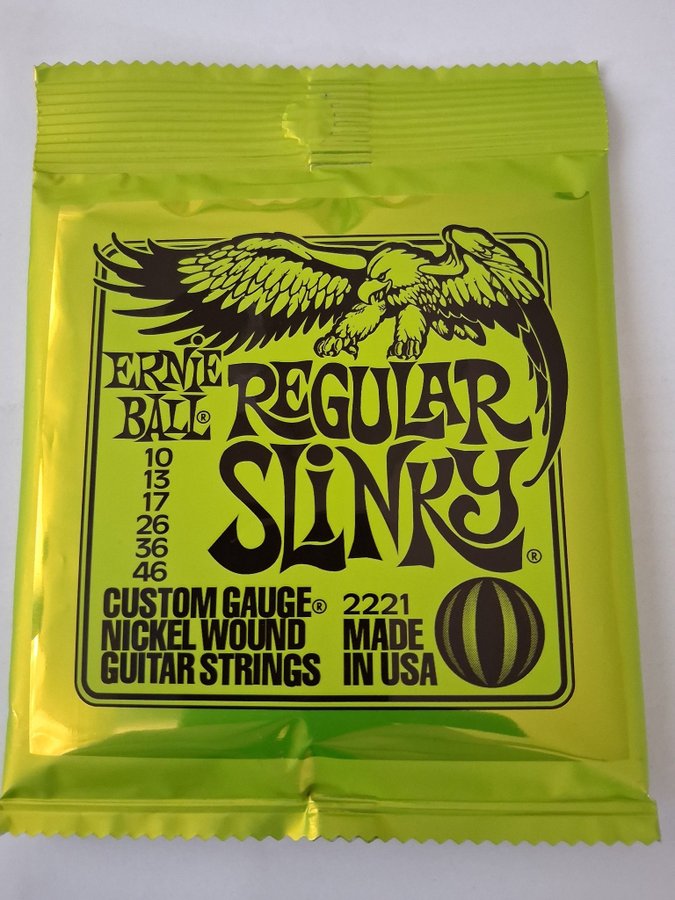 ERNIE
BALL®
REGULAR
SLINKY®
10
13
17
26
36
46
CUSTOM GAUGE®
NICKEL WOUND
GUITAR STRINGS
2221
MADE
IN USA